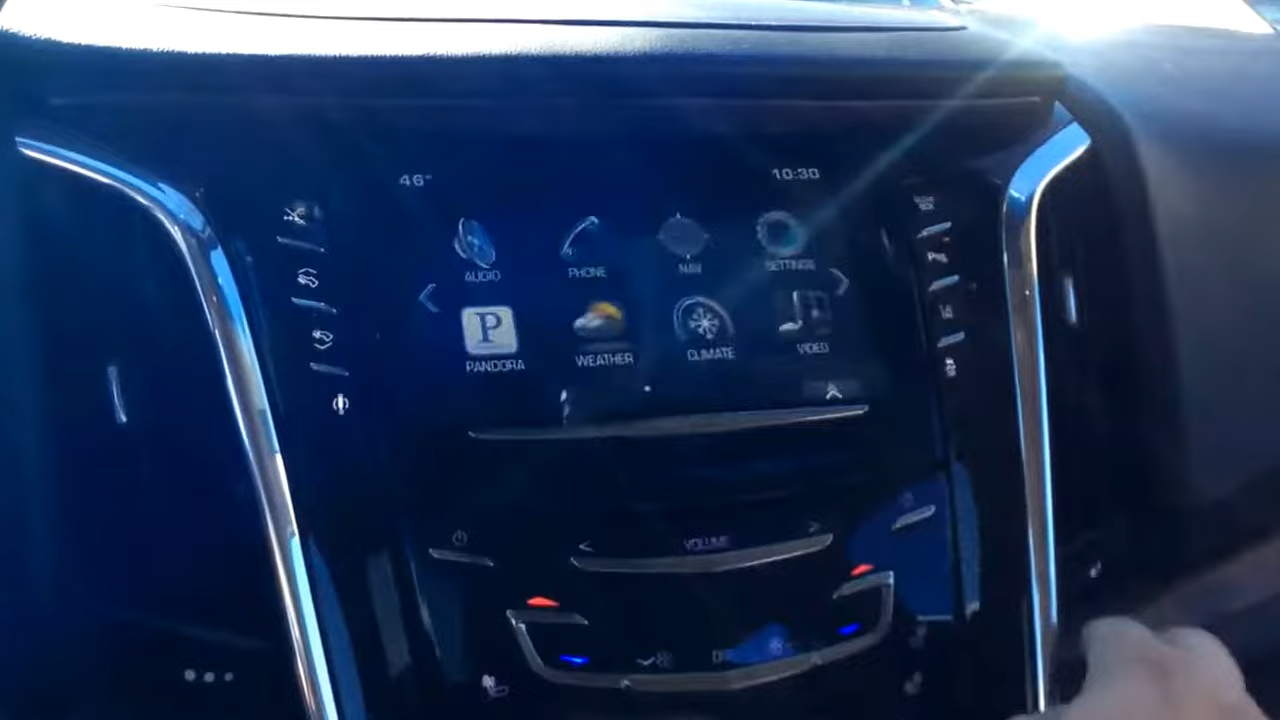 46° 10:30
AUDIO PHONE NAV SETTINGS
P
PANDORA WEATHER CLIMATE VIDEO
VOLUME